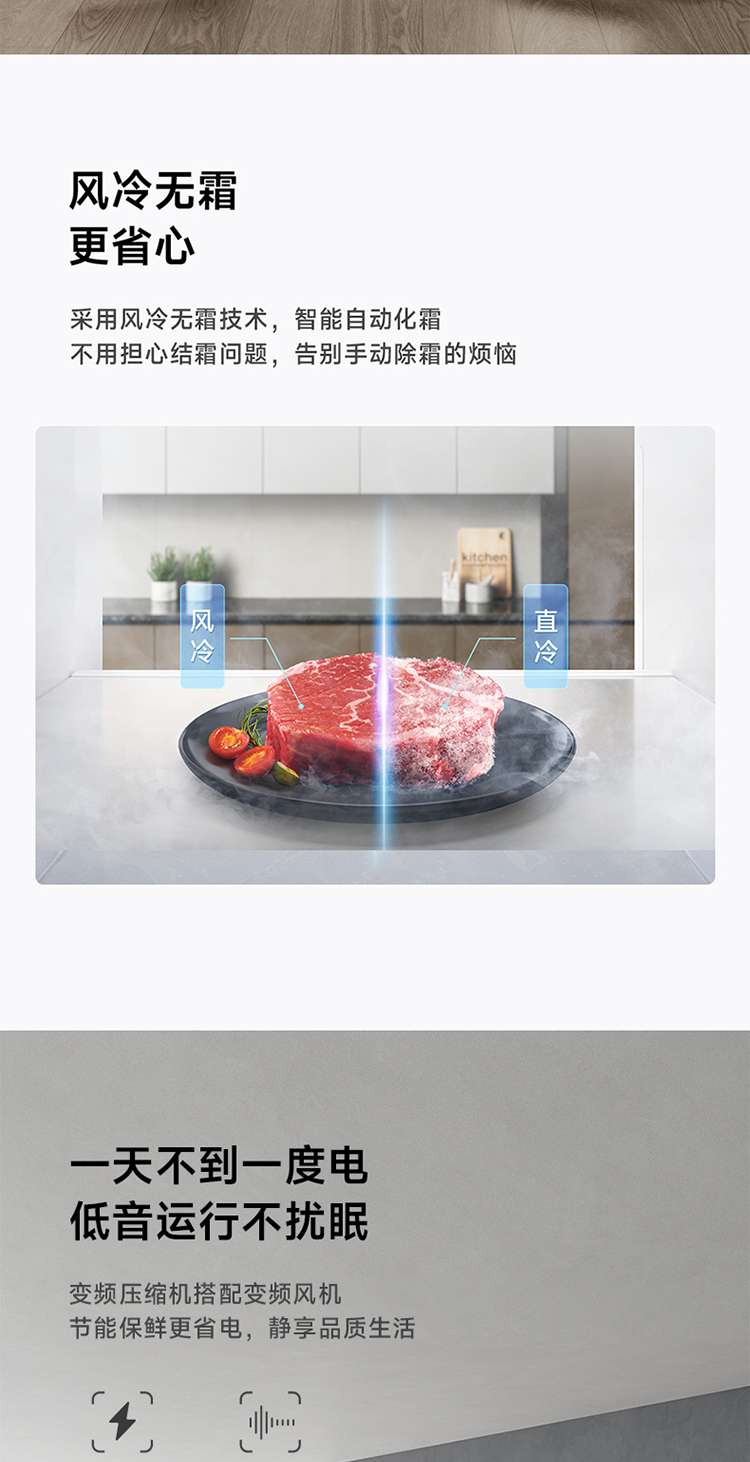 风冷无霜
更省心
采用风冷无霜技术，智能自动化霜
不用担心结霜问题，告别手动除霜的烦恼
kitchen
风冷
直冷
一天不到一度电
低音运行不扰眠
变频压缩机搭配变频风机
节能保鲜更省电，静享品质生活